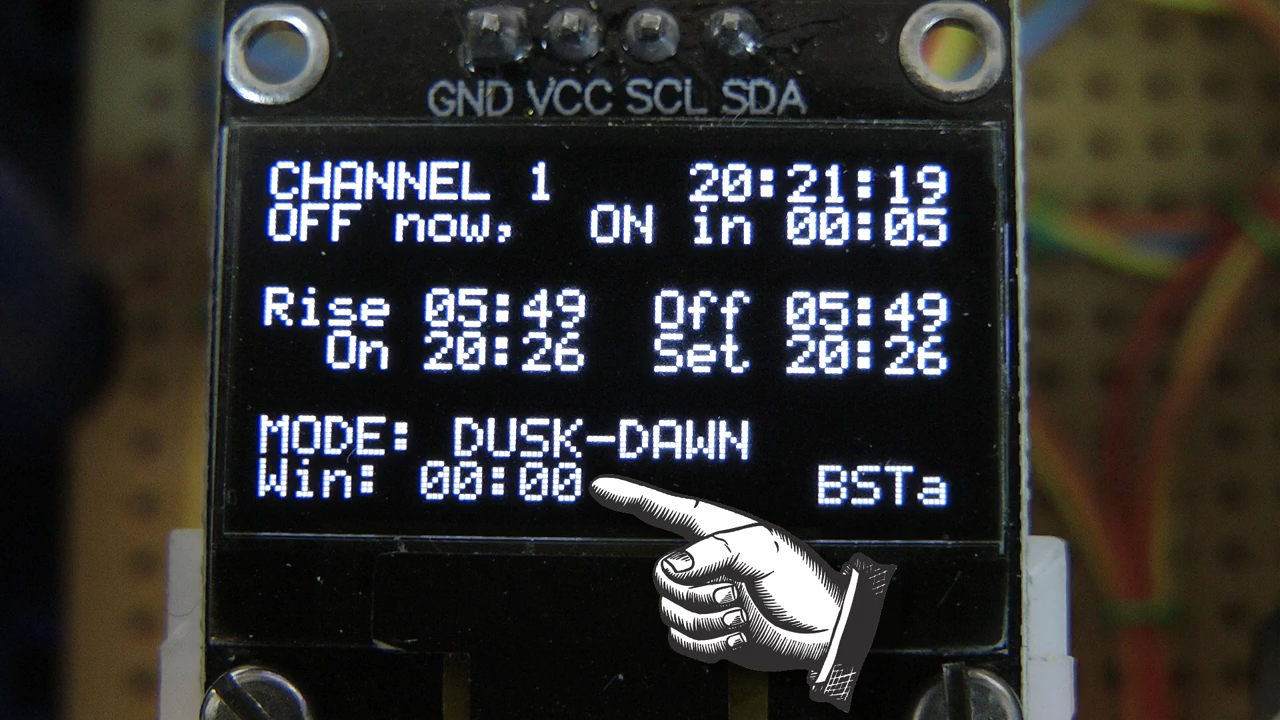 GND VCC SCL SDA
CHANNEL 1 20:21:19
OFF now, ON in 00:05
Rise 05:49 Off 05:49
On 20:26 Set 20:26
MODE: DUSK-DAWN
Win: 00:00 BSTa